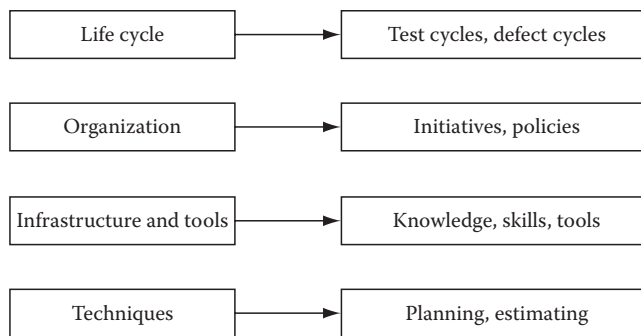 Life cycle
Test cycles, defect cycles
Organization
Initiatives, policies
Infrastructure and tools
Knowledge, skills, tools
Techniques
Planning, estimating